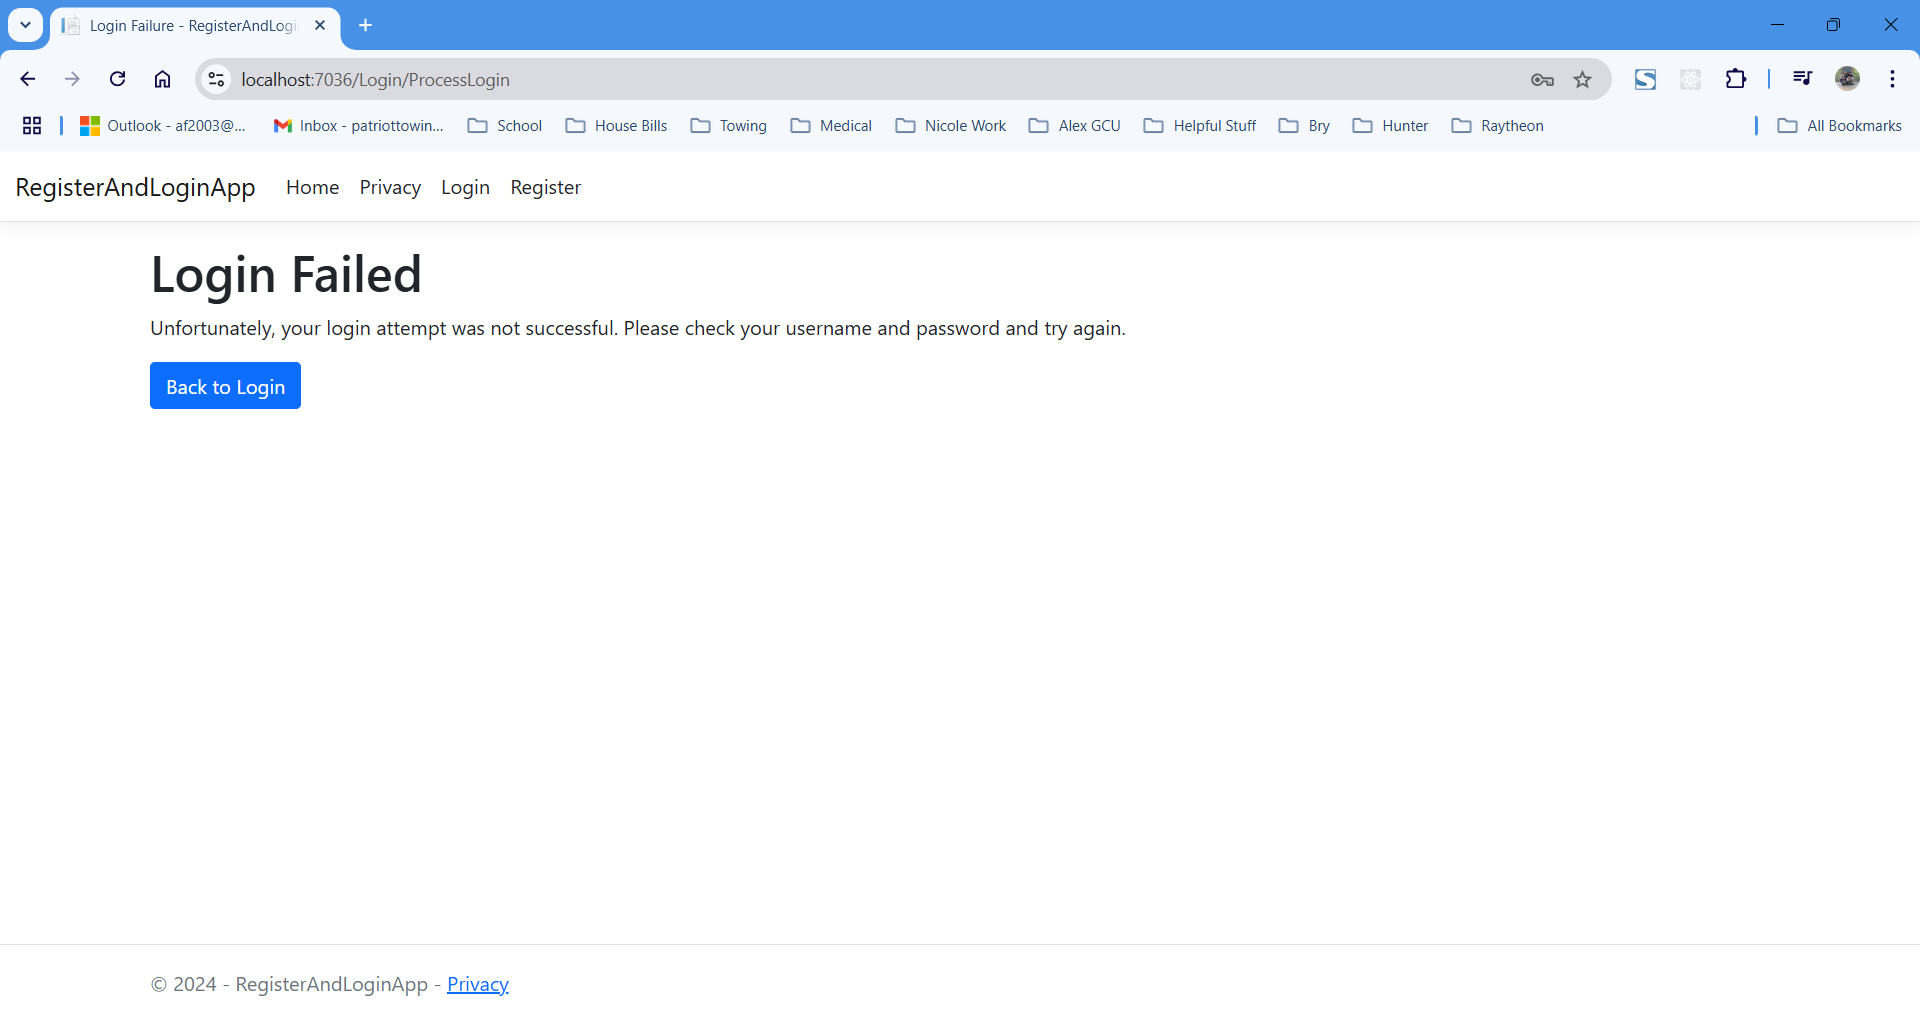 Login Failure - RegisterAndLogi
localhost:7036/Login/ProcessLogin
Outlook - af2003@... Inbox - patriottowin... School House Bills Towing Medical Nicole Work Alex GCU Helpful Stuff Bry Hunter Raytheon All Bookmarks
RegisterAndLoginApp Home Privacy Login Register
Login Failed
Unfortunately, your login attempt was not successful. Please check your username and password and try again.
Back to Login
© 2024 - RegisterAndLoginApp - Privacy